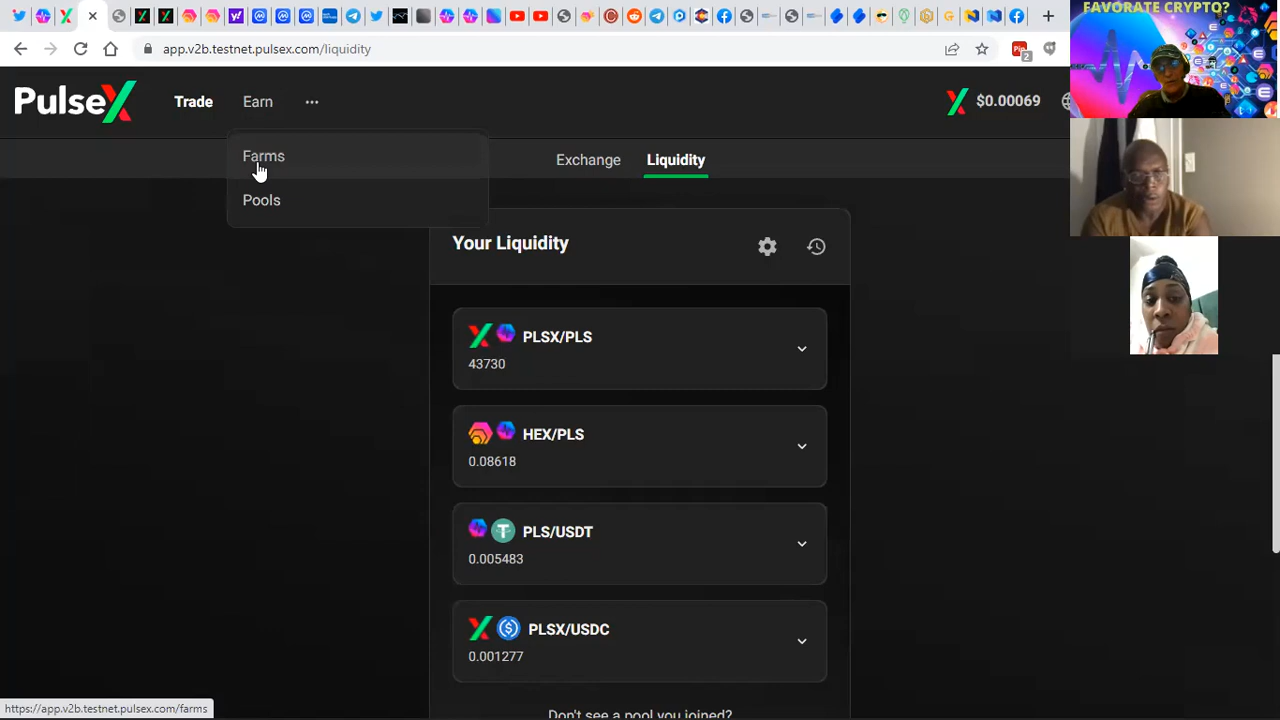 FAVORATE CRYPTO?
app.v2b.testnet.pulsex.com/liquidity
2
PulseX
Trade
Earn
...
$0.00069
Farms
Pools
Exchange
Liquidity
Your Liquidity
PLSX/PLS
43730
HEX/PLS
0.08618
PLS/USDT
0.005483
PLSX/USDC
0.001277
Don't see a pool you joined?
https://app.v2b.testnet.pulsex.com/farms